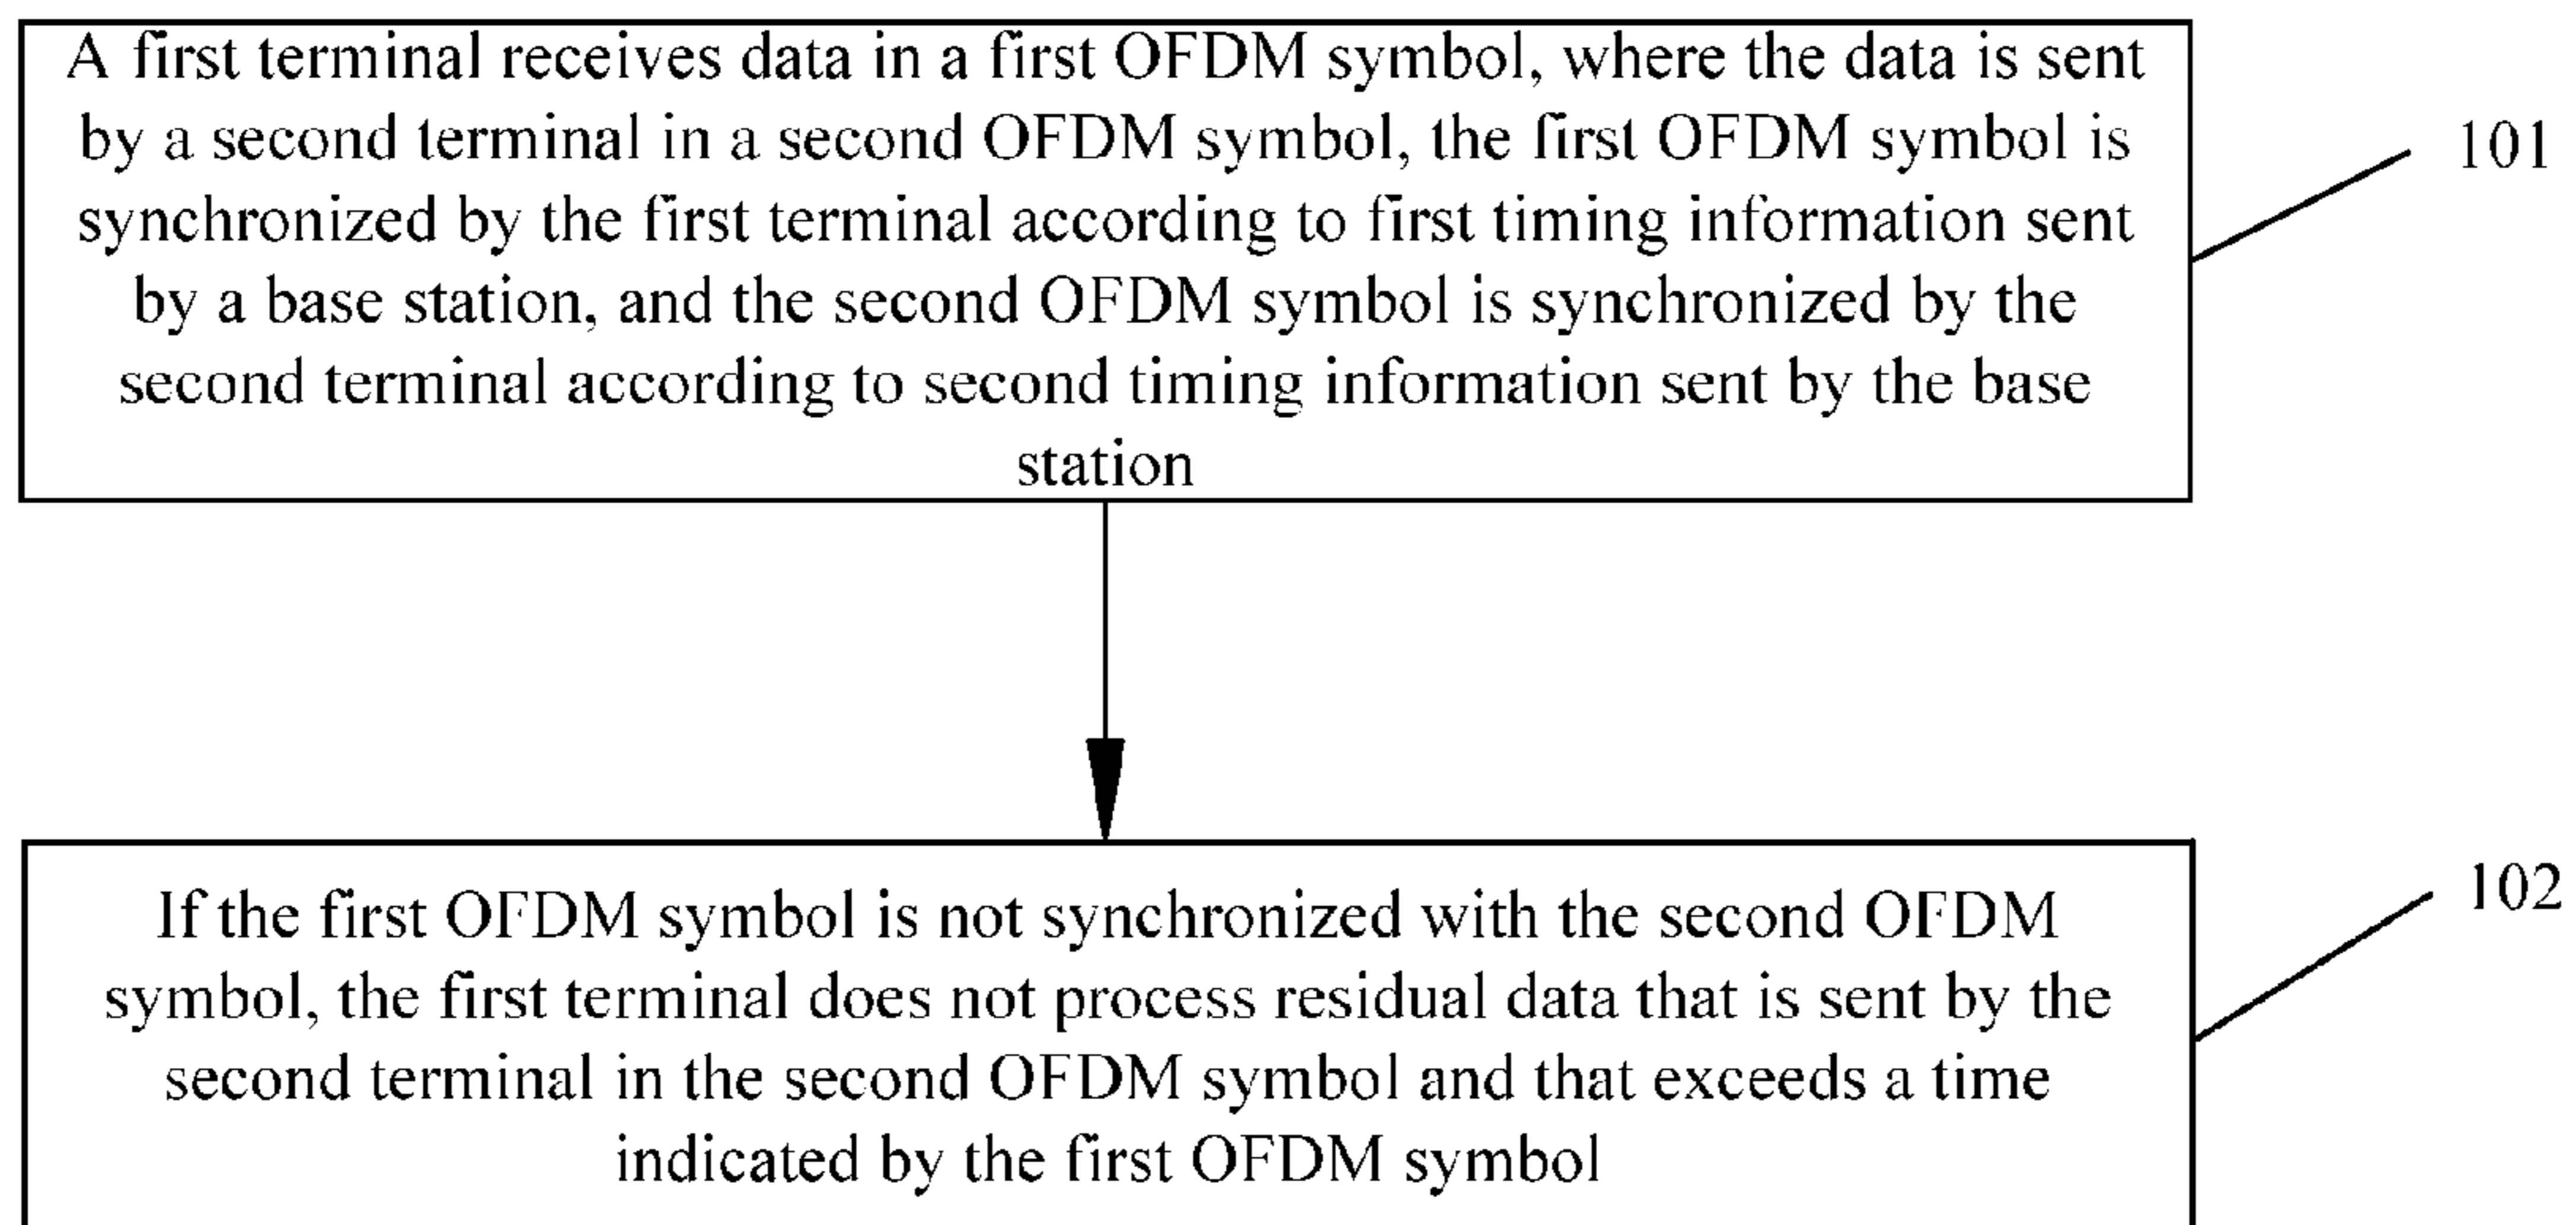 A first terminal receives data in a first OFDM symbol, where the data is sent
by a second terminal in a second OFDM symbol, the first OFDM symbol is
synchronized by the first terminal according to first timing information sent
by a base station, and the second OFDM symbol is synchronized by the
second terminal according to second timing information sent by the base
station
101
If the first OFDM symbol is not synchronized with the second OFDM
symbol, the first terminal does not process residual data that is sent by the
second terminal in the second OFDM symbol and that exceeds a time
indicated by the first OFDM symbol
102